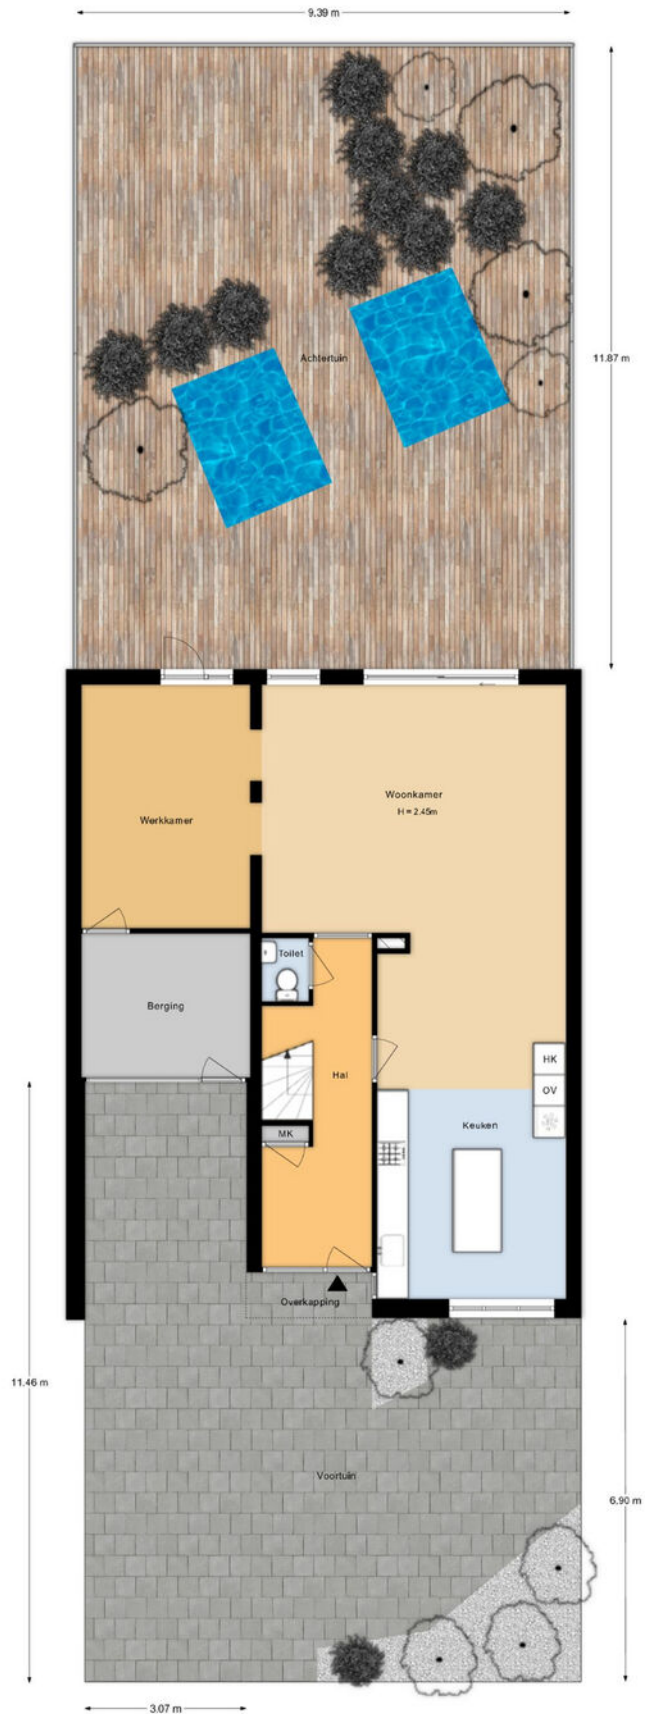 9.39 m
11.87 m
Achtertuin
Woonkamer
H = 2.45m
Werkkamer
Toilet
Berging
Hal
HK
OV
Keuken
MK
Overkapping
11.46 m
Voortuin
6.90 m
3.07 m